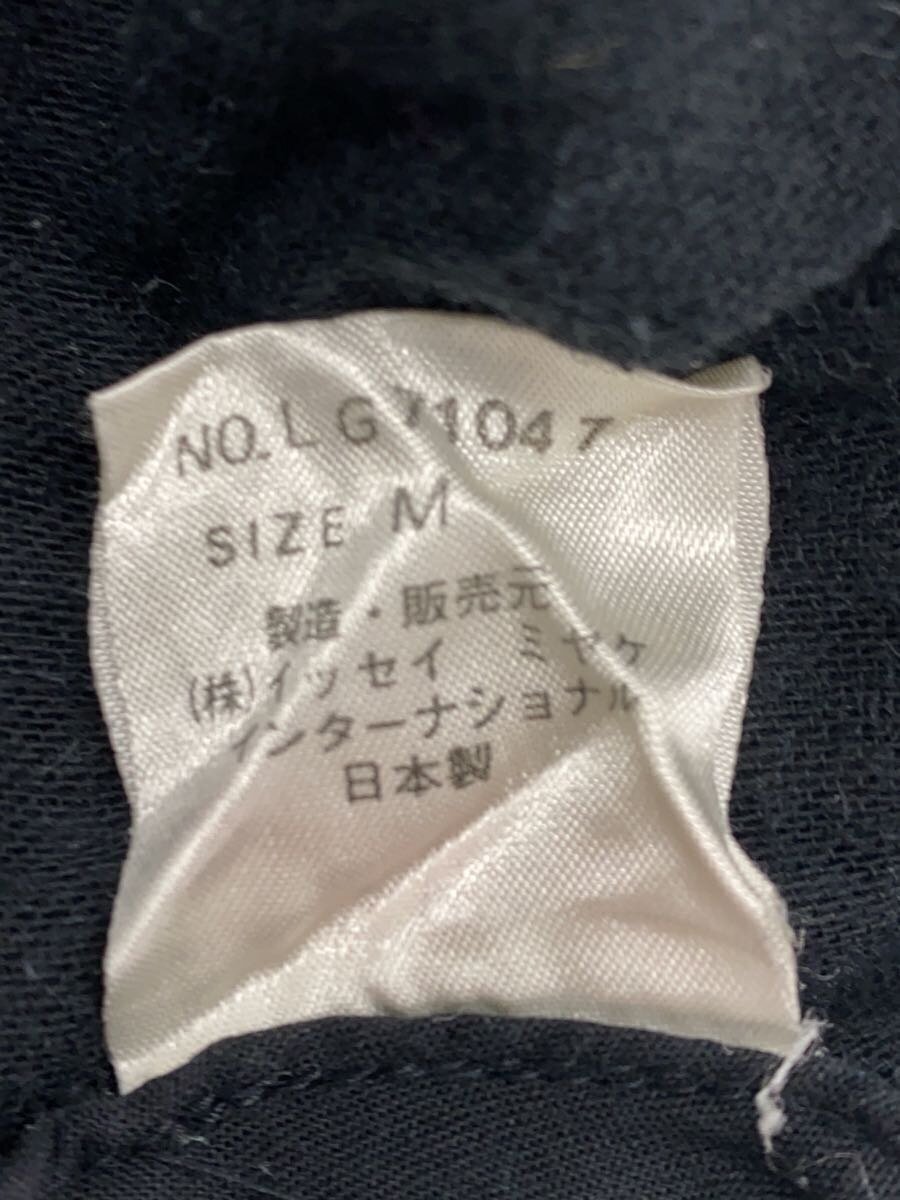 NO. L G71047
SIZE M
製造・販売元
(株)イッセイ ミヤケ
インターナショナル
日本製